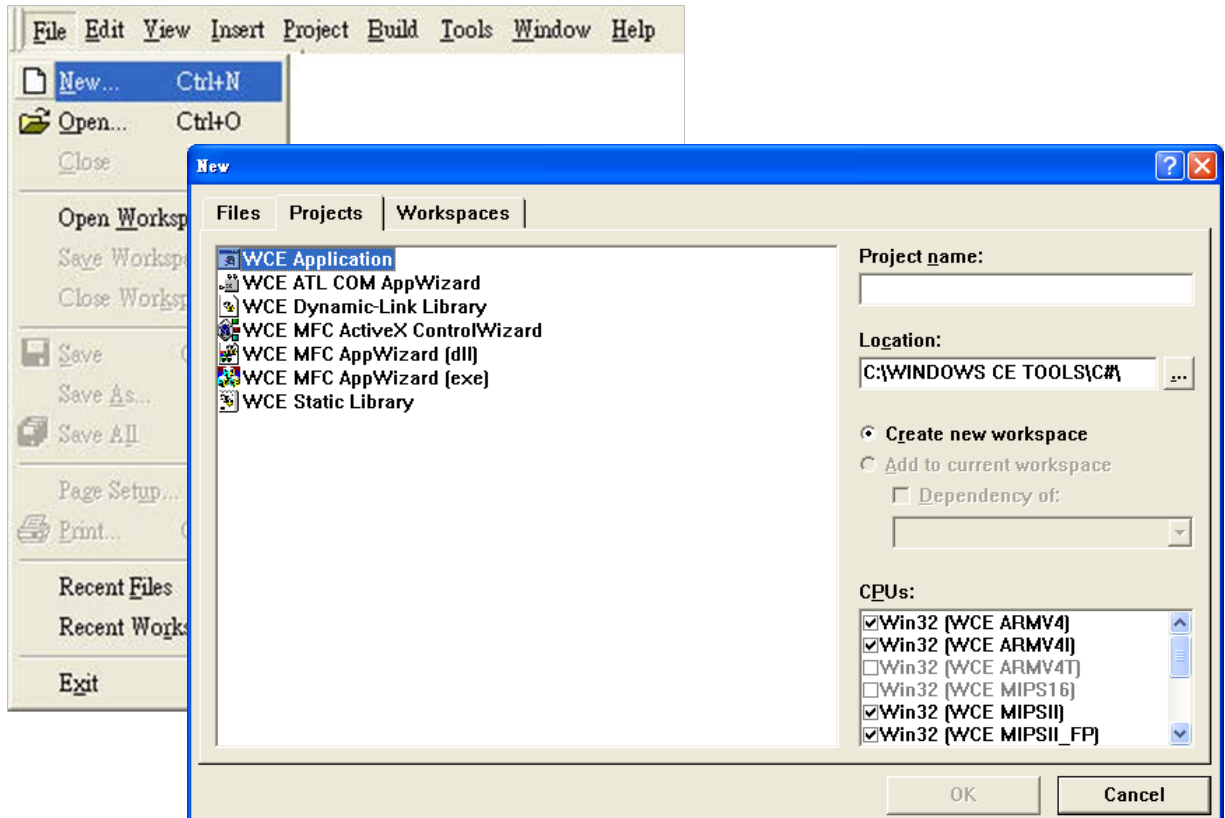 File Edit View Insert Project Build Tools Window Help
New... Ctrl+N
Open... Ctrl+O
Close
Open Worksp
Save Worksp
Close Worksp
Save
Save As...
Save All
Page Setup...
Print...
Recent Files
Recent Works
Exit
New
Files Projects Workspaces
WCE Application
WCE ATL COM AppWizard
WCE Dynamic-Link Library
WCE MFC ActiveX ControlWizard
WCE MFC AppWizard (dll)
WCE MFC AppWizard (exe)
WCE Static Library
Project name:
Location:
C:\WINDOWS CE TOOLS\C#\ ...
Create new workspace
Add to current workspace
Dependency of:
CPUs:
Win32 (WCE ARMV4)
Win32 (WCE ARMV4I)
Win32 (WCE ARMV4T)
Win32 (WCE MIPS16)
Win32 (WCE MIPSII)
Win32 (WCE MIPSII_FP)
OK Cancel